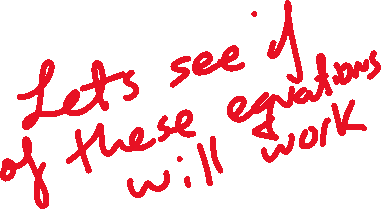 Lets see if
of these equations
will work